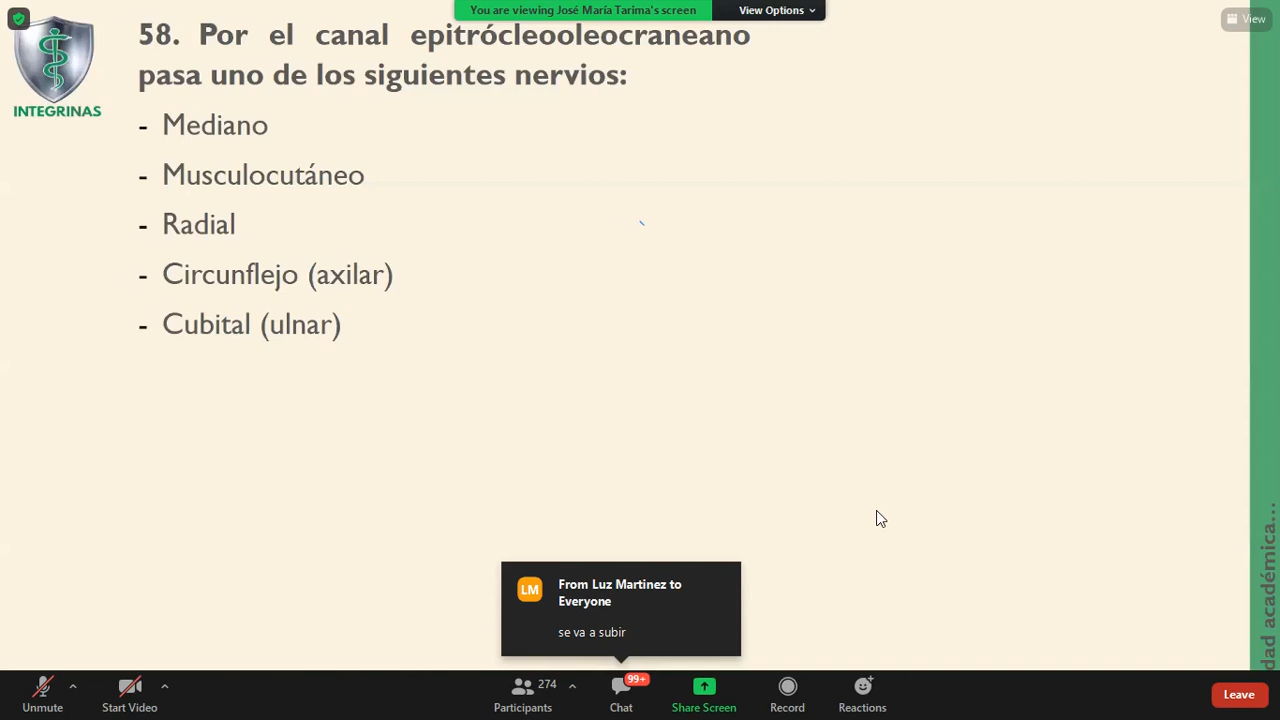 You are viewing José María Tarima's screen
View Options
View
INTEGRINAS
58. Por el canal epitrócleooleocraneano
pasa uno de los siguientes nervios:
- Mediano
- Musculocutáneo
- Radial
- Circunflejo (axilar)
- Cubital (ulnar)
dad académica...
LM
From Luz Martinez to
Everyone
se va a subir
Unmute
Start Video
274
Participants
99+
Chat
Share Screen
Record
Reactions
Leave